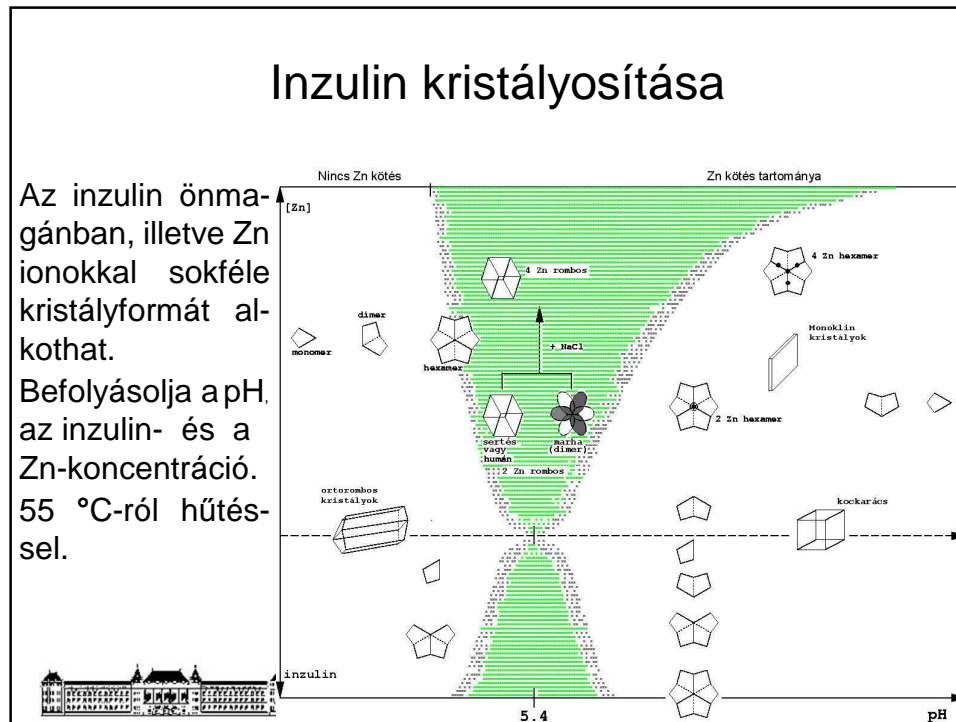 Inzulin kristályosítása
Az inzulin önma-
gánban, illetve Zn
ionokkal sokféle
kristályformát al-
kothat.
Befolyásolja a pH,
az inzulin- és a
Zn-koncentráció.
55 °C-ról hűtés-
sel.
Nincs Zn kötés
Zn kötés tartománya
[Zn]
4 Zn rombos
4 Zn hexamer
dimer
monomer
hexamer
+ NaCl
Monoklin
kristályok
2 Zn hexamer
sertés
vagy
humán
marha
(dimer)
2 Zn rombos
ortorombos
kristályok
kockarács
inzulin
5.4
pH